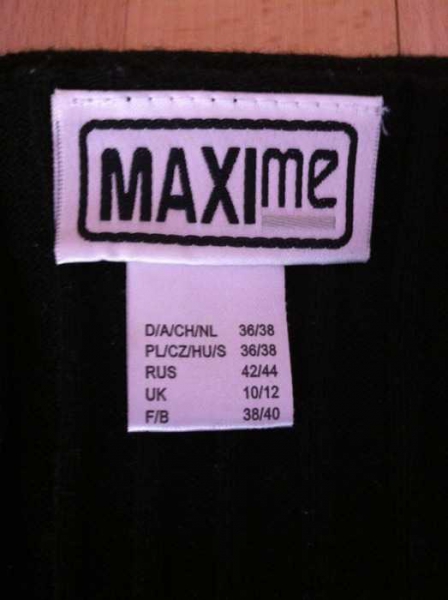 MAXIme
D/A/CH/NL 36/38
PL/CZ/HU/S 36/38
RUS 42/44
UK 10/12
F/B 38/40